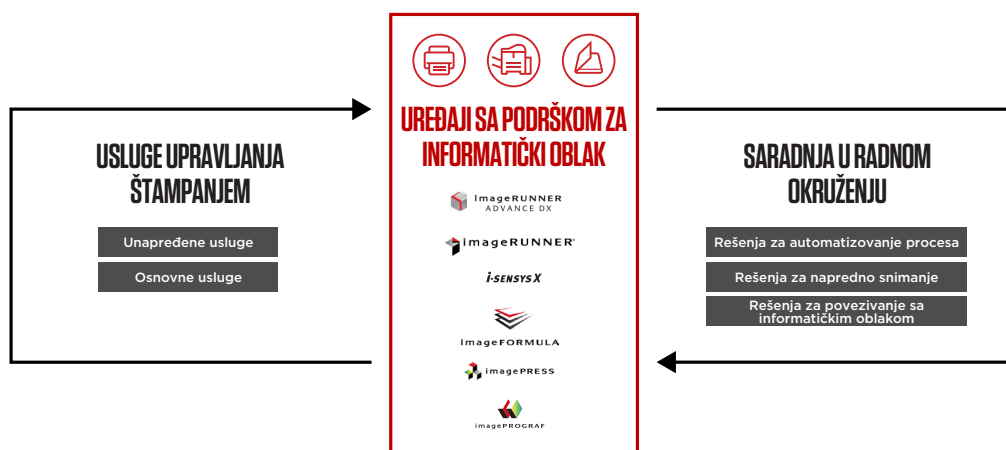 USLUGE UPRAVLJANJA
ŠTAMPANJEM
Unapređene usluge
Osnovne usluge
UREĐAJI SA PODRŠKOM ZA
INFORMATIČKI OBLAK
imageRUNNER
ADVANCE DX
imageRUNNER
i-SENSYS X
imageFORMULA
imagePRESS
imagePROGRAF
SARADNJA U RADNOM
OKRUŽENJU
Rešenja za automatizovanje procesa
Rešenja za napredno snimanje
Rešenja za povezivanje sa
informatičkim oblakom